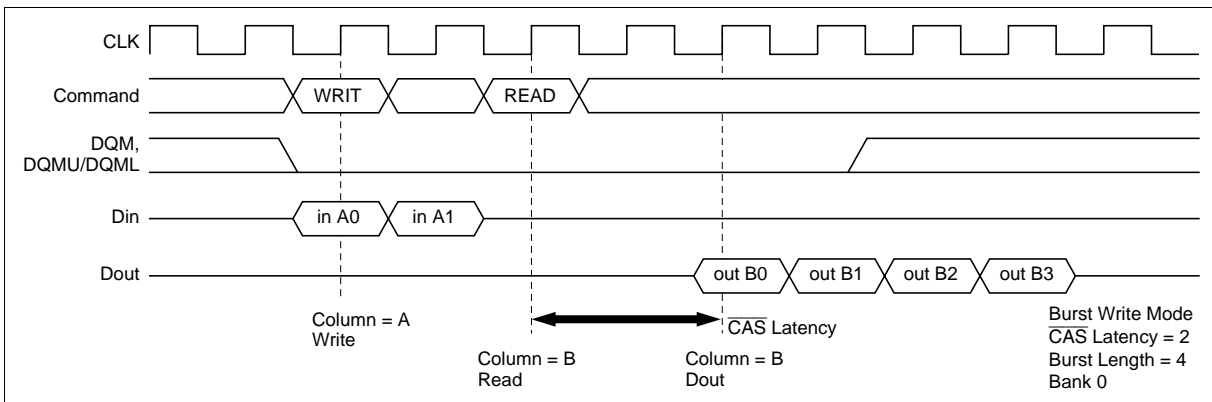 CLK
Command
WRIT
READ
DQM,
DQMU/DQML
Din
in A0
in A1
Dout
out B0
out B1
out B2
out B3
Column = A
Write
Column = B
Read
CAS Latency
Column = B
Dout
Burst Write Mode
CAS Latency = 2
Burst Length = 4
Bank 0